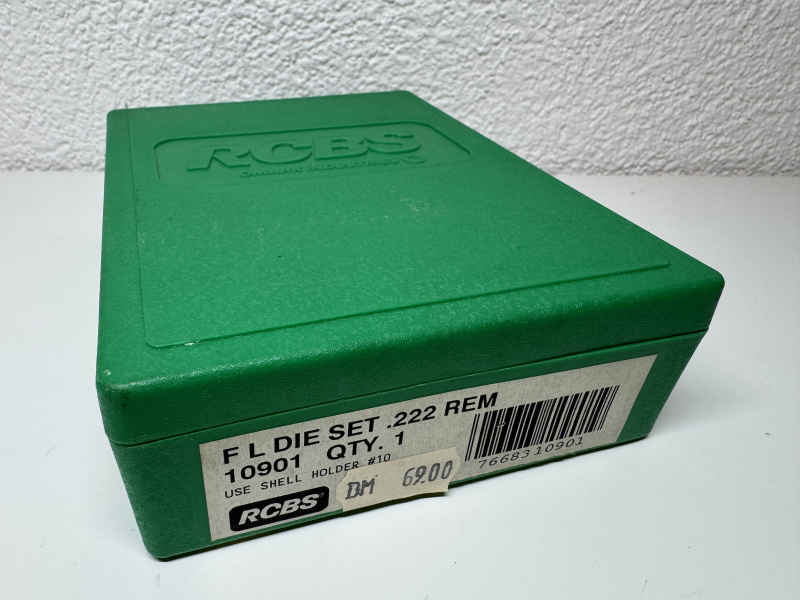 RCBS
OMARK INDUSTRIES
F L DIE SET .222 REM
10901 QTY. 1
USE SHELL HOLDER #10
RCBS
DM 69.00
7668310901